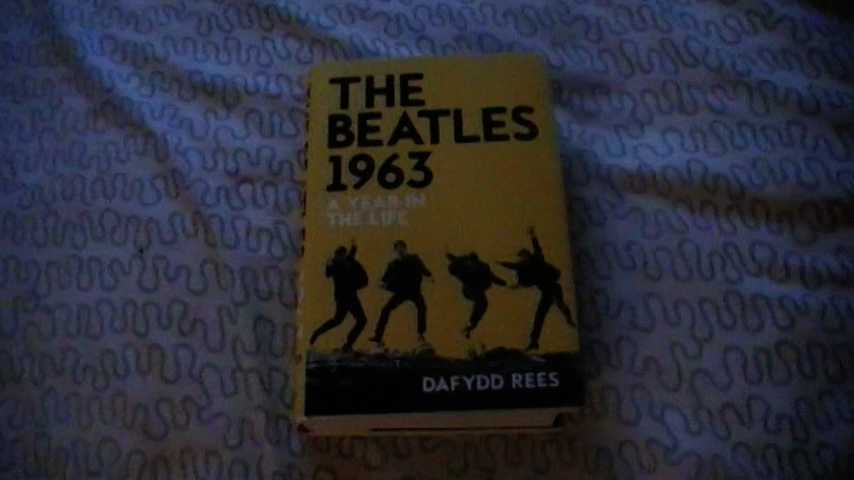 THE
BEATLES
1963
A YEAR IN
THE LIFE
DAFYDD REES